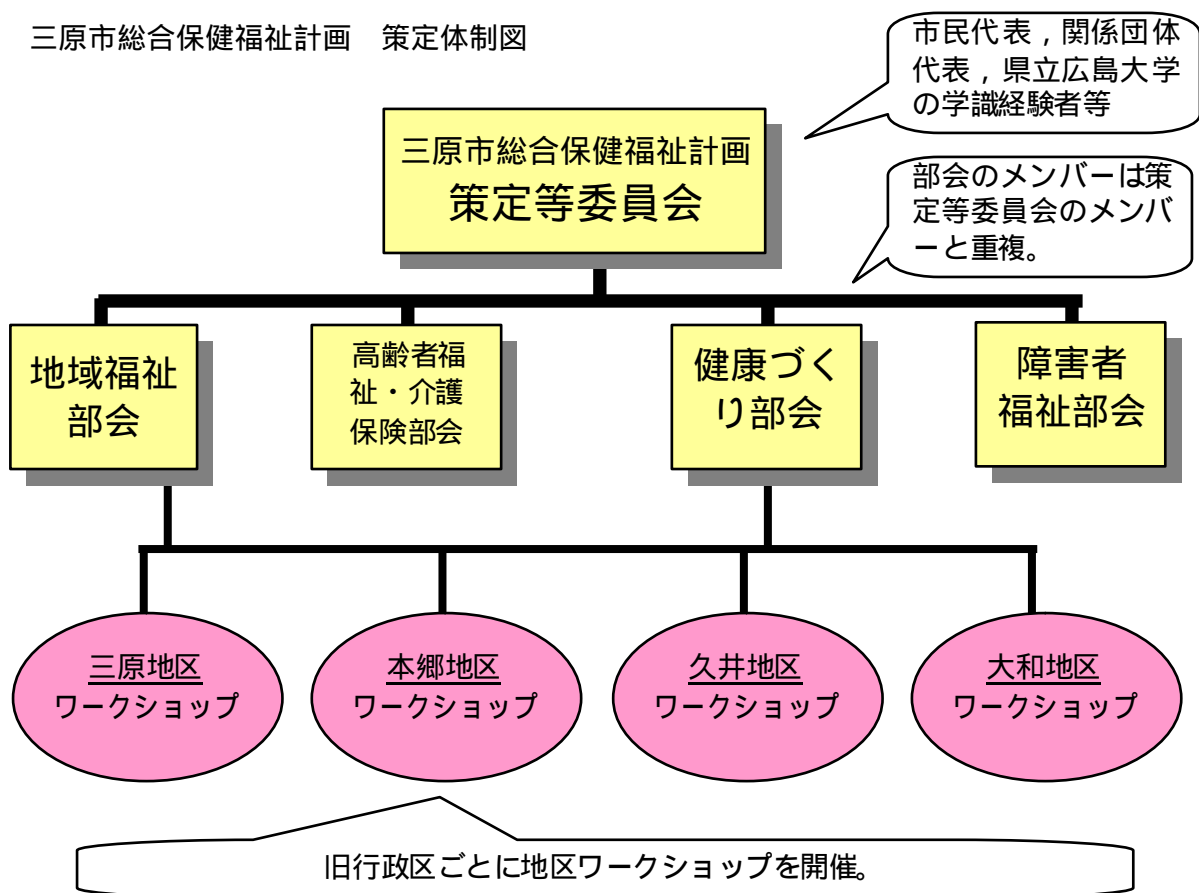 三原市総合保健福祉計画　策定体制図
市民代表，関係団体
代表，県立広島大学
の学識経験者等
三原市総合保健福祉計画
策定等委員会
部会のメンバーは策
定等委員会のメンバ
ーと重複。
地域福祉
部会
高齢者福
祉・介護
保険部会
健康づく
り部会
障害者
福祉部会
三原地区
ワークショップ
本郷地区
ワークショップ
久井地区
ワークショップ
大和地区
ワークショップ
旧行政区ごとに地区ワークショップを開催。